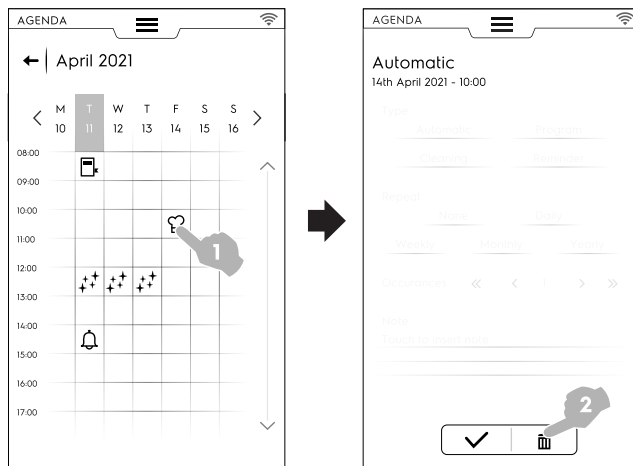 AGENDA
April 2021
M T W T F S S
10 11 12 13 14 15 16
08:00
09:00
10:00
11:00
12:00
13:00
14:00
15:00
16:00
17:00
1
AGENDA
Automatic
14th April 2021 - 10:00
Type
Automatic Program
Cleaning Reminder
Repeat
None Daily
Weekly Monthly Yearly
Occurrences
Note
Touch to insert note
2